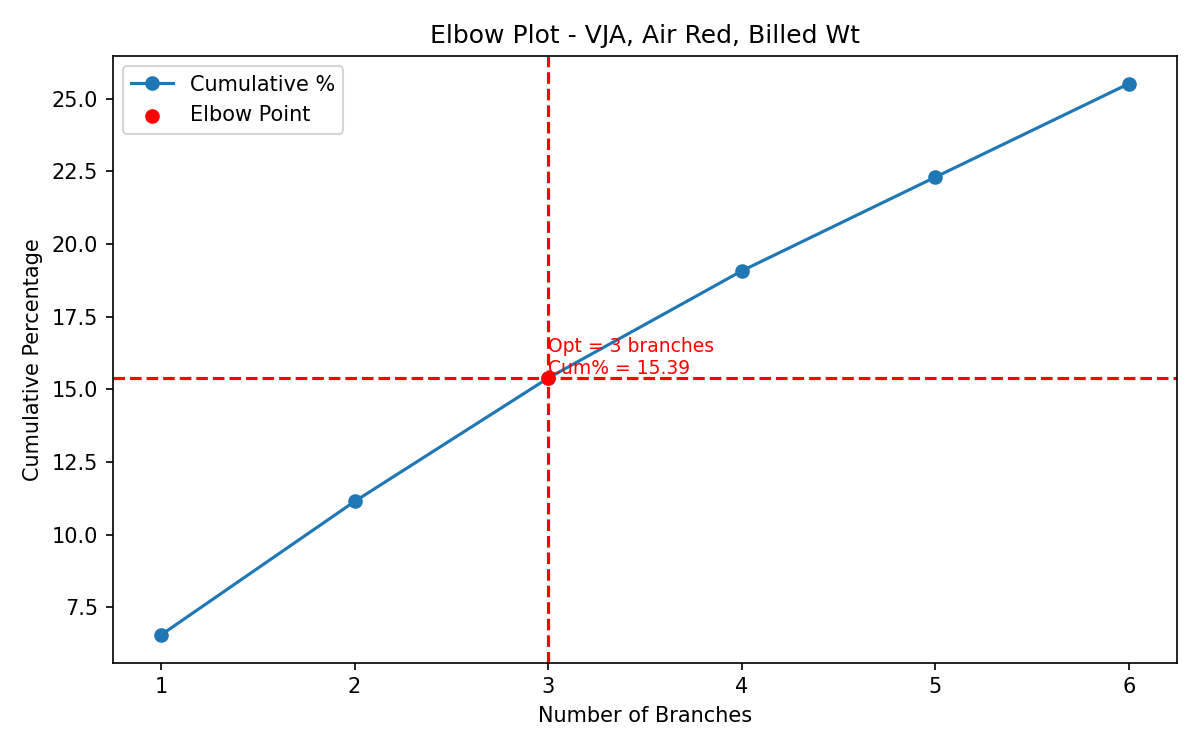 Elbow Plot - VJA, Air Red, Billed Wt
Cumulative %
Elbow Point
Cumulative Percentage
25.0
22.5
20.0
17.5
15.0
12.5
10.0
7.5
Opt = 3 branches
Cum% = 15.39
1 2 3 4 5 6
Number of Branches